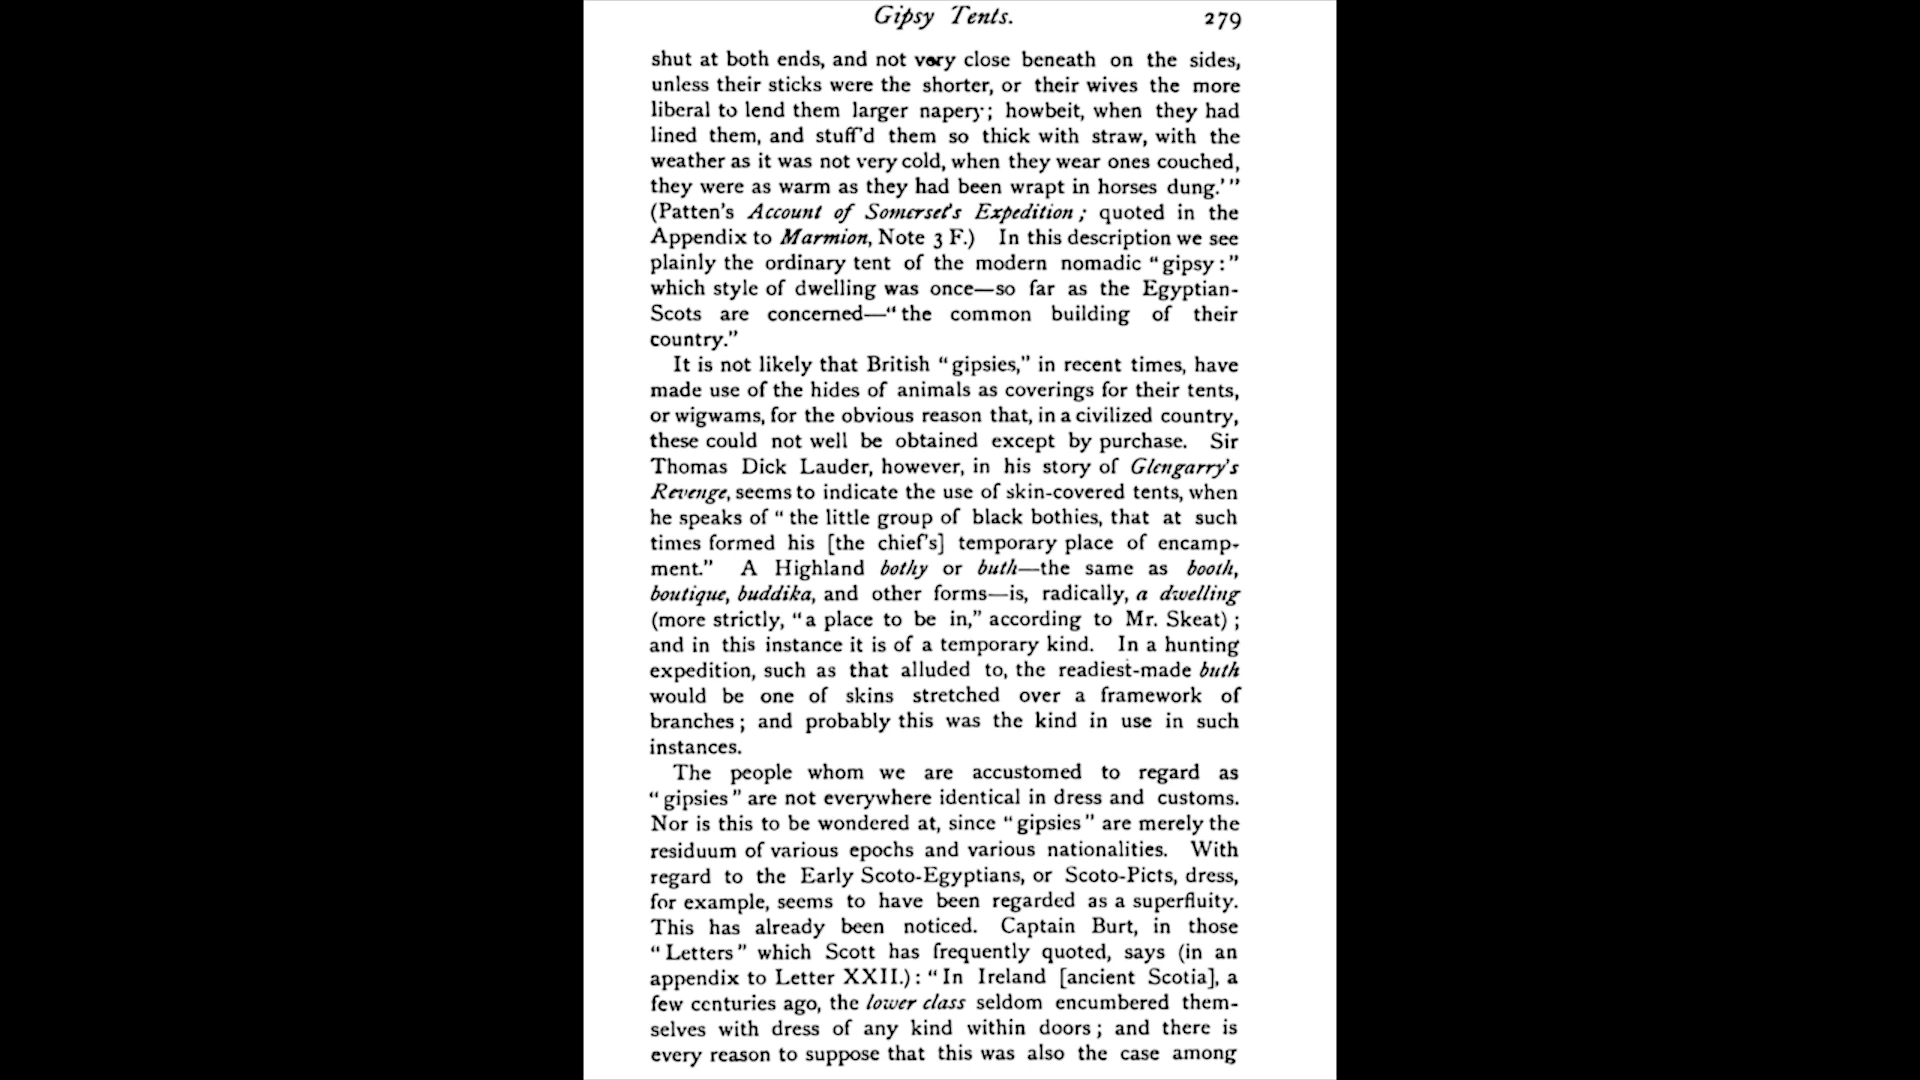 Gipsy Tents. 279
shut at both ends, and not very close beneath on the sides,
unless their sticks were the shorter, or their wives the more
liberal to lend them larger napery; howbeit, when they had
lined them, and stuff'd them so thick with straw, with the
weather as it was not very cold, when they wear ones couched,
they were as warm as they had been wrapt in horses dung.'"
(Patten's Account of Somerset's Expedition; quoted in the
Appendix to Marmion, Note 3 F.) In this description we see
plainly the ordinary tent of the modern nomadic "gipsy:"
which style of dwelling was once—so far as the Egyptian-
Scots are concerned—"the common building of their
country."
It is not likely that British "gipsies," in recent times, have
made use of the hides of animals as coverings for their tents,
or wigwams, for the obvious reason that, in a civilized country,
these could not well be obtained except by purchase. Sir
Thomas Dick Lauder, however, in his story of Glengarry's
Revenge, seems to indicate the use of skin-covered tents, when
he speaks of "the little group of black bothies, that at such
times formed his [the chief's] temporary place of encamp-
ment." A Highland bothy or buth—the same as booth,
boutique, buddika, and other forms—is, radically, a dwelling
(more strictly, "a place to be in," according to Mr. Skeat);
and in this instance it is of a temporary kind. In a hunting
expedition, such as that alluded to, the readiest-made buth
would be one of skins stretched over a framework of
branches; and probably this was the kind in use in such
instances.
The people whom we are accustomed to regard as
"gipsies" are not everywhere identical in dress and customs.
Nor is this to be wondered at, since "gipsies" are merely the
residuum of various epochs and various nationalities. With
regard to the Early Scoto-Egyptians, or Scoto-Picts, dress,
for example, seems to have been regarded as a superfluity.
This has already been noticed. Captain Burt, in those
"Letters" which Scott has frequently quoted, says (in an
appendix to Letter XXII.): "In Ireland [ancient Scotia], a
few centuries ago, the lower class seldom encumbered them-
selves with dress of any kind within doors; and there is
every reason to suppose that this was also the case among